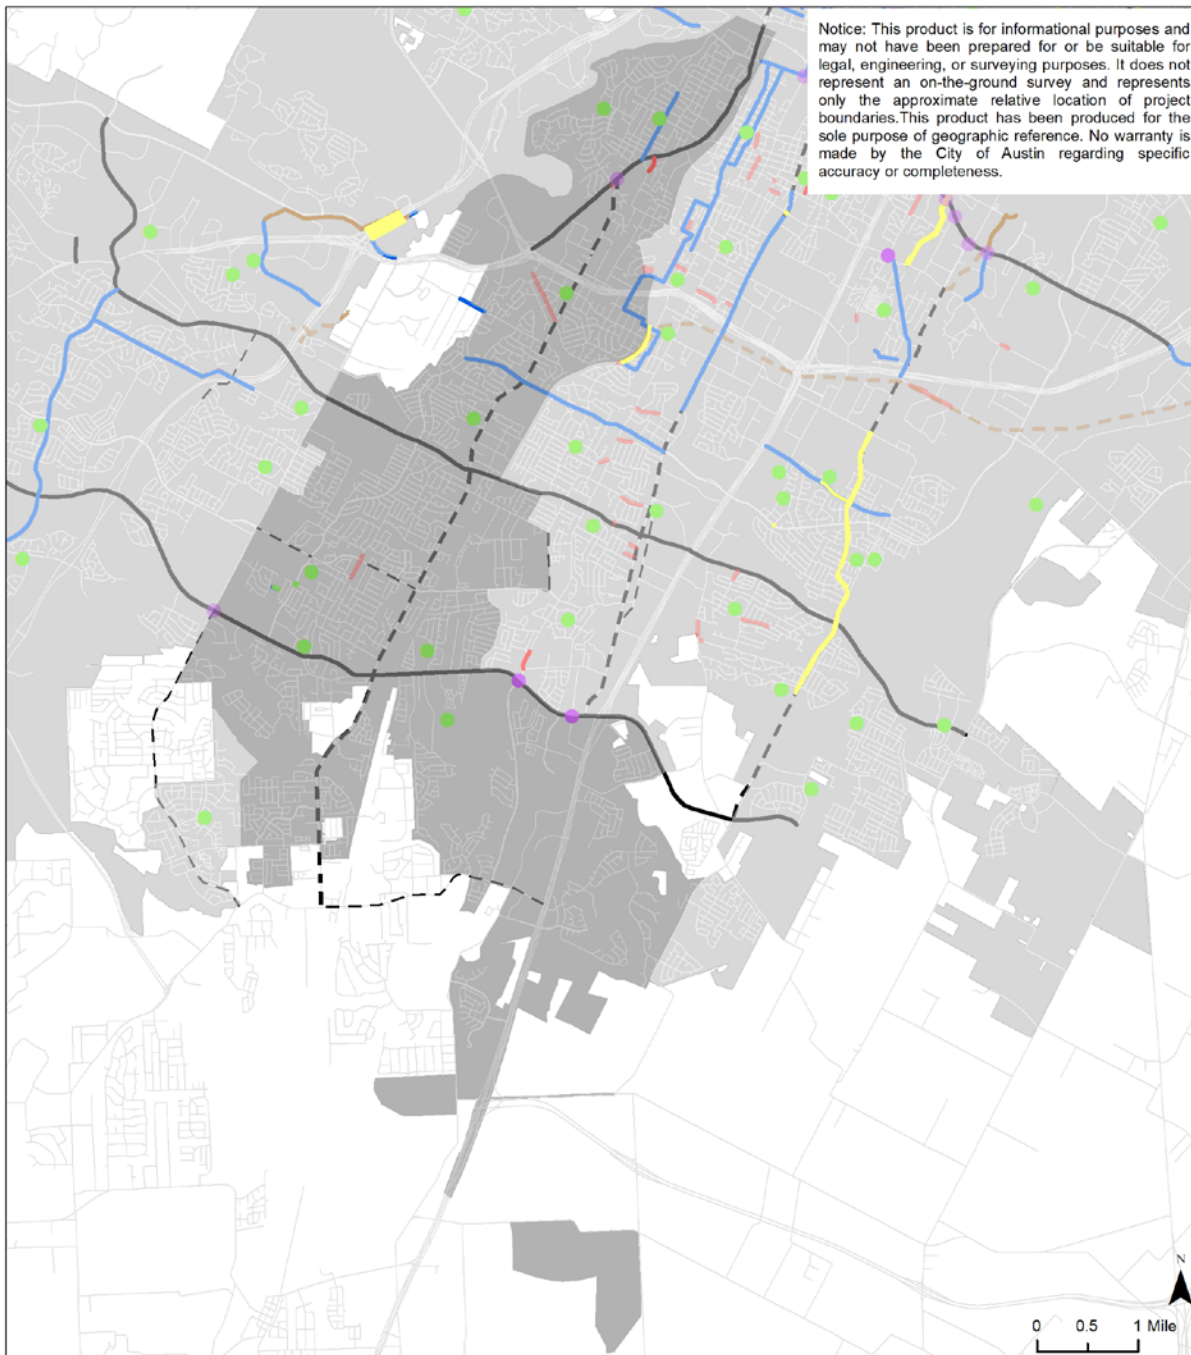 Notice: This product is for informational purposes and
may not have been prepared for or be suitable for
legal, engineering, or surveying purposes. It does not
represent an on-the-ground survey and represents
only the approximate relative location of project
boundaries.This product has been produced for the
sole purpose of geographic reference. No warranty is
made by the City of Austin regarding specific
accuracy or completeness.
N
0 0.5 1 Mile